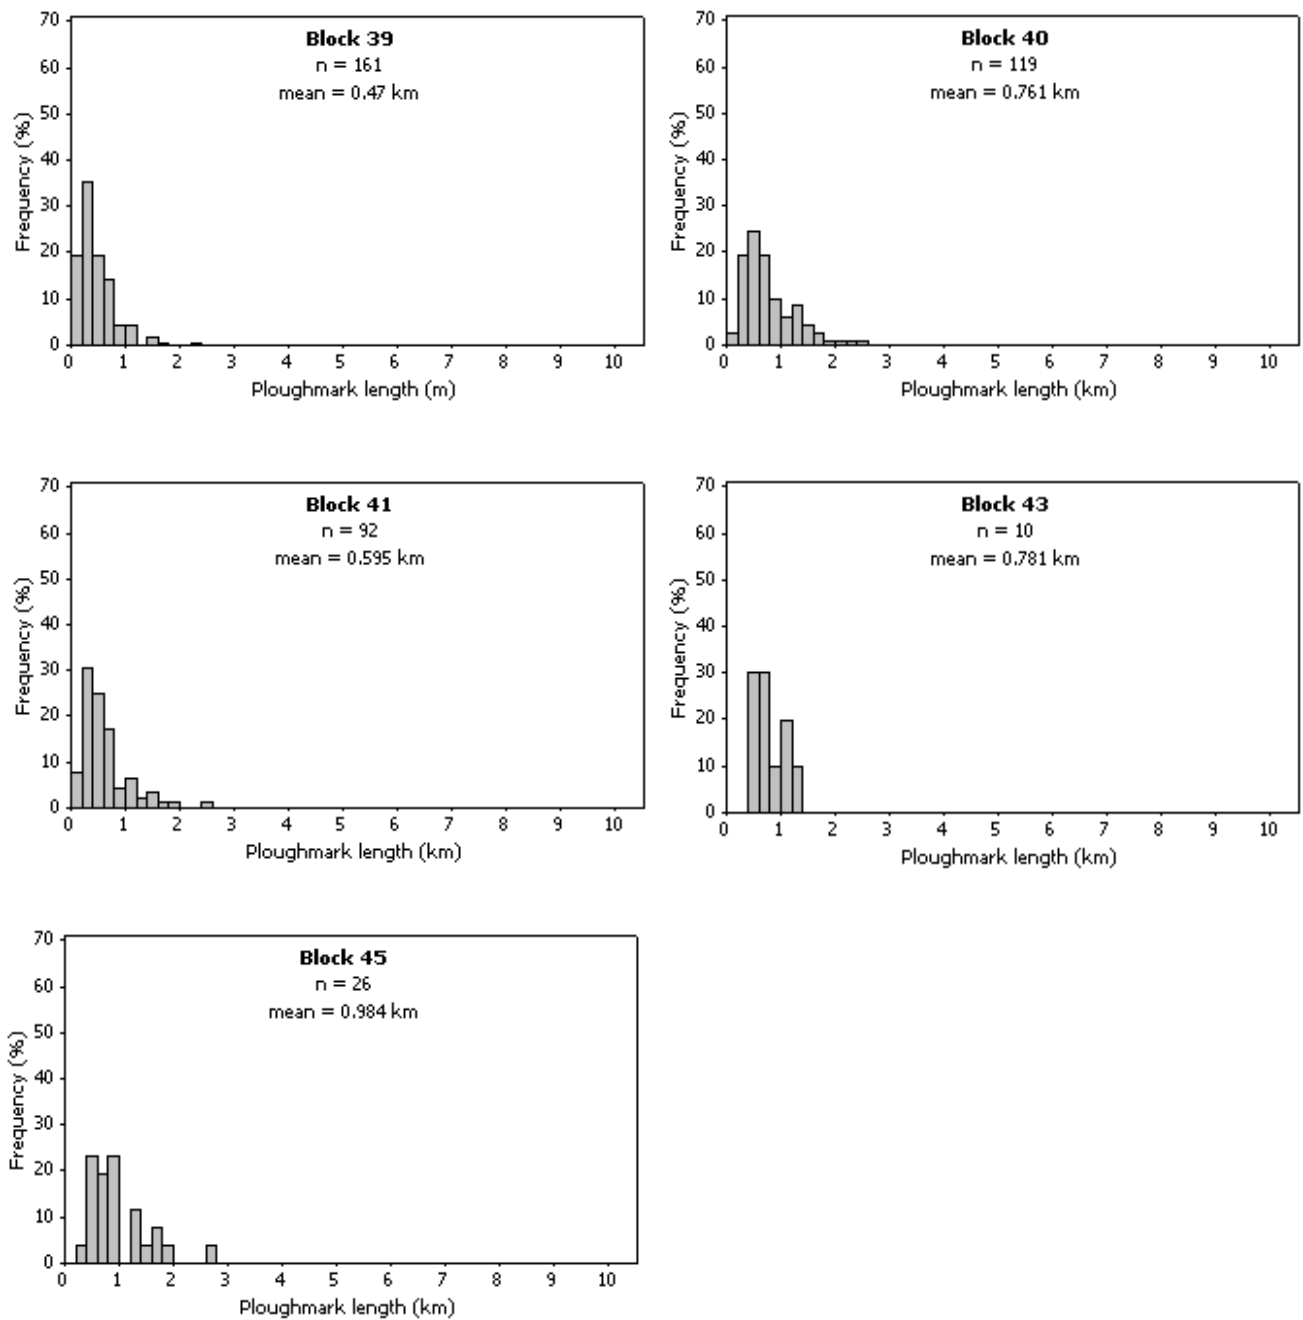 Block 39
n = 161
mean = 0.47 km
Frequency (%)
70
60
50
40
30
20
10
0
0 1 2 3 4 5 6 7 8 9 10
Ploughmark length (m)
Block 40
n = 119
mean = 0.761 km
Frequency (%)
70
60
50
40
30
20
10
0
0 1 2 3 4 5 6 7 8 9 10
Ploughmark length (km)
Block 41
n = 92
mean = 0.595 km
Frequency (%)
70
60
50
40
30
20
10
0
0 1 2 3 4 5 6 7 8 9 10
Ploughmark length (km)
Block 43
n = 10
mean = 0.781 km
Frequency (%)
70
60
50
40
30
20
10
0
0 1 2 3 4 5 6 7 8 9 10
Ploughmark length (km)
Block 45
n = 26
mean = 0.984 km
Frequency (%)
70
60
50
40
30
20
10
0
0 1 2 3 4 5 6 7 8 9 10
Ploughmark length (km)